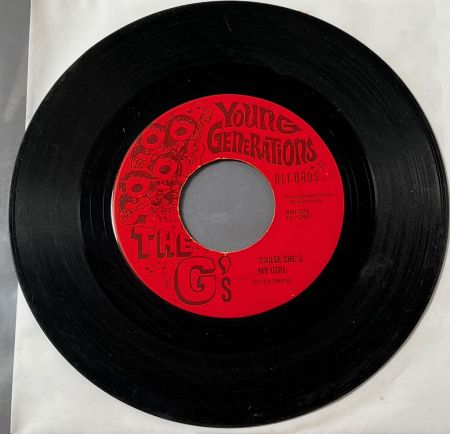 YOUNG
GENERATIONS
RECORDS
THE
G's
'CAUSE SHE'S
MY GIRL